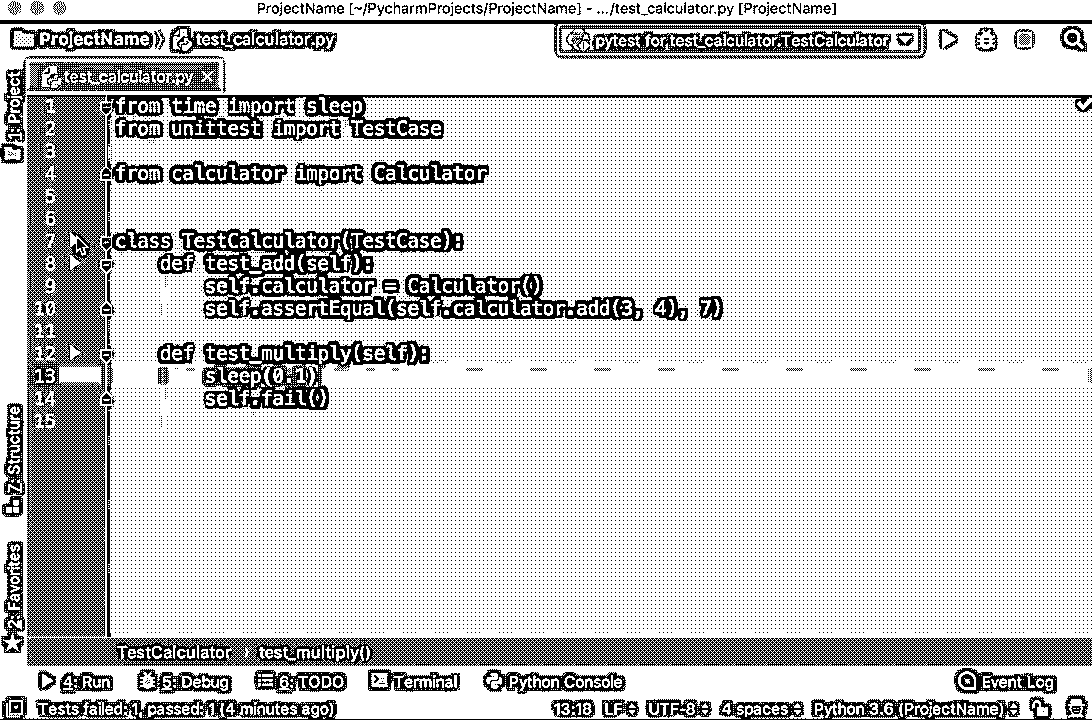 ProjectName [~/PycharmProjects/ProjectName] - .../test_calculator.py [ProjectName]
ProjectName test_calculator.py pytest for test_calculator.TestCalculator
test_calculator.py
1: Project
1 from time import sleep
2 from unittest import TestCase
3
4 from calculator import Calculator
5
6
7 class TestCalculator(TestCase):
8 def test_add(self):
9 self.calculator = Calculator()
10 self.assertEqual(self.calculator.add(3, 4), 7)
11
12 def test_multiply(self):
13 sleep(0.1)
14 self.fail()
15
7: Structure
2: Favorites
TestCalculator › test_multiply()
4: Run 5: Debug 6: TODO Terminal Python Console Event Log
Tests failed: 1, passed: 1 (4 minutes ago) 13:18 LF UTF-8 4 spaces Python 3.6 (ProjectName)